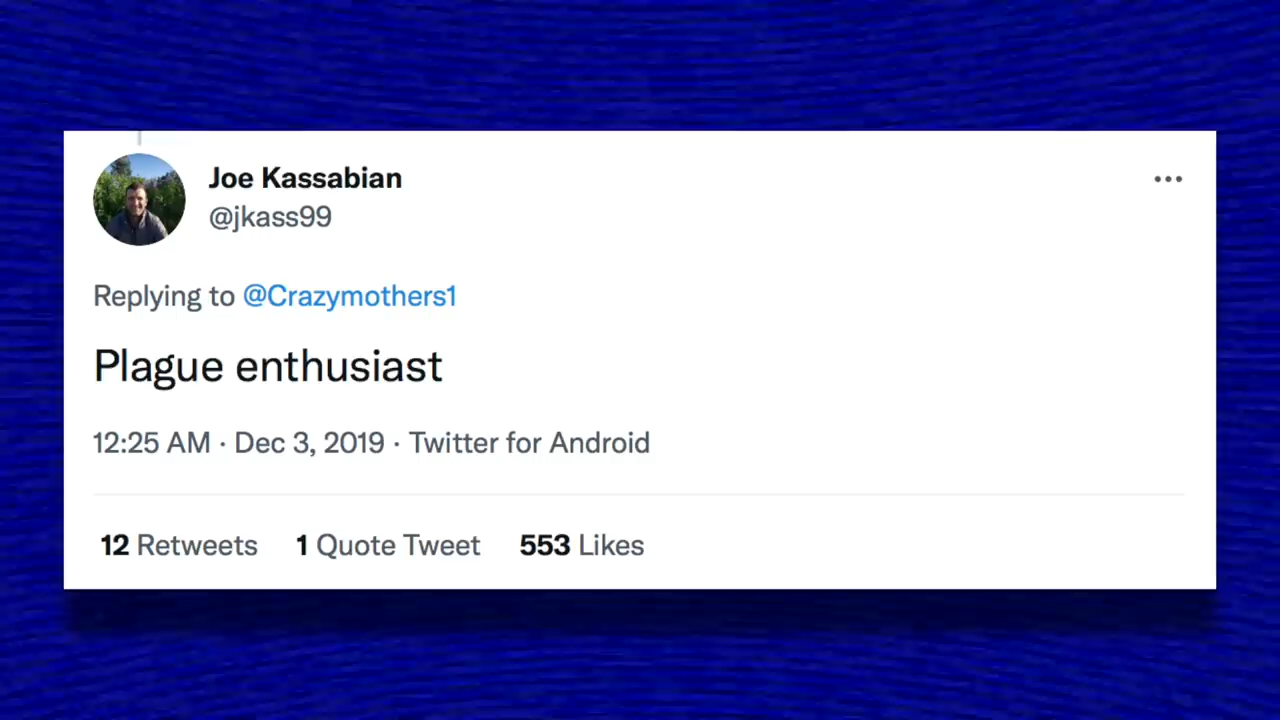 Joe Kassabian
@jkass99
Replying to @Crazymothers1
Plague enthusiast
12:25 AM · Dec 3, 2019 · Twitter for Android
12 Retweets 1 Quote Tweet 553 Likes